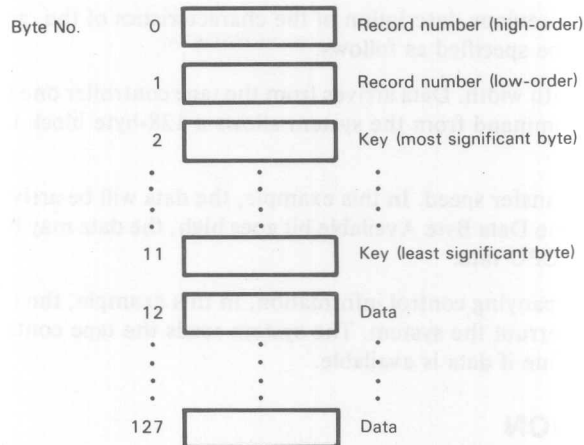 Byte No. 0 Record number (high-order)
1 Record number (low-order)
2 Key (most significant byte)
11 Key (least significant byte)
12 Data
127 Data